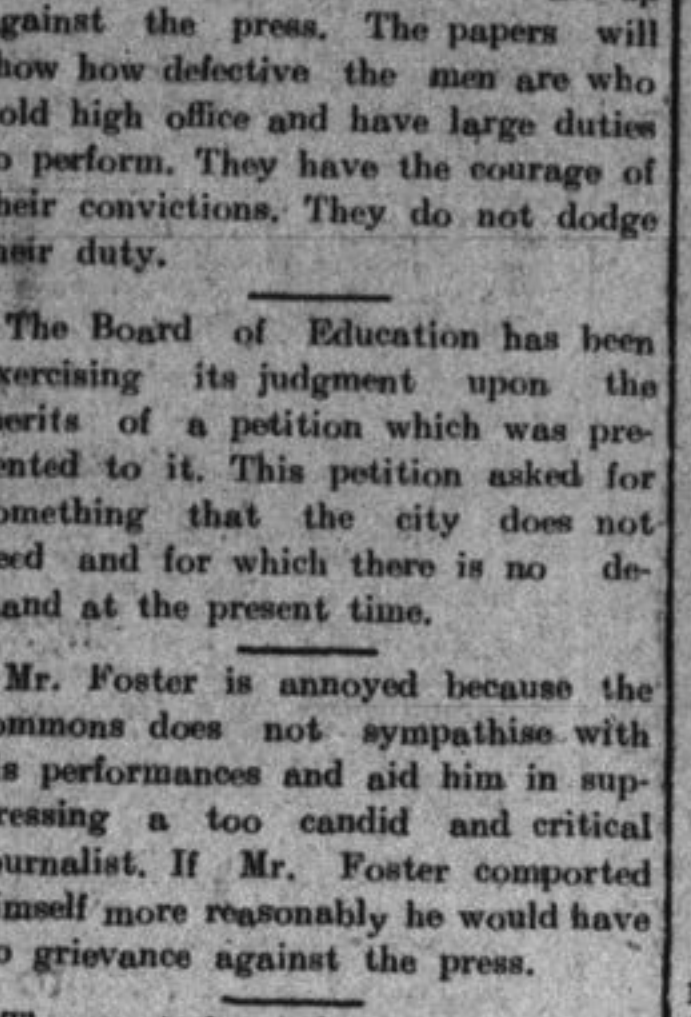 gainst the press. The papers will
how how defective the men are who
old high office and have large duties
o perform. They have the courage of
heir convictions. They do not dodge
heir duty.
The Board of Education has been
xercising its judgment upon the
erits of a petition which was pre-
ented to it. This petition asked for
omething that the city does not
eed and for which there is no de-
and at the present time.
Mr. Foster is annoyed because the
ommons does not sympathise with
is performances and aid him in sup-
ressing a too candid and critical
ournalist. If Mr. Foster comported
imself more reasonably he would have
o grievance against the press.